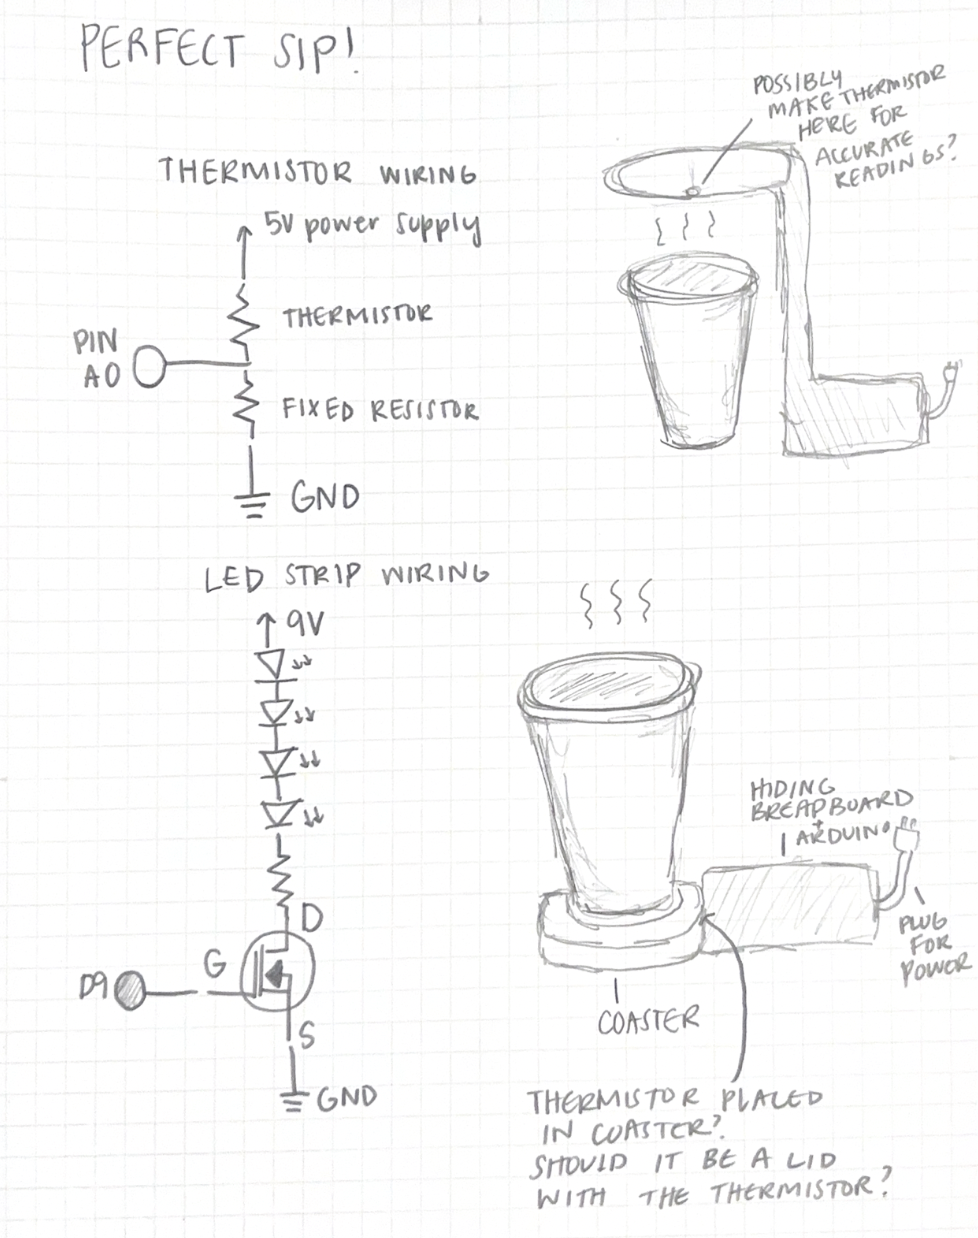 PERFECT SIP!
POSSIBLY
MAKE THERMISTOR
HERE FOR
ACCURATE
READINGS?
THERMISTOR WIRING
5V power supply
THERMISTOR
PIN
A0
FIXED RESISTOR
GND
LED STRIP WIRING
9V
D
G
D9
S
GND
HIDING
BREAPBOARD
+
ARDUINO
PLUG
FOR
POWER
COASTER
THERMISTOR PLACED
IN COASTER?
SHOULD IT BE A LID
WITH THE THERMISTOR?